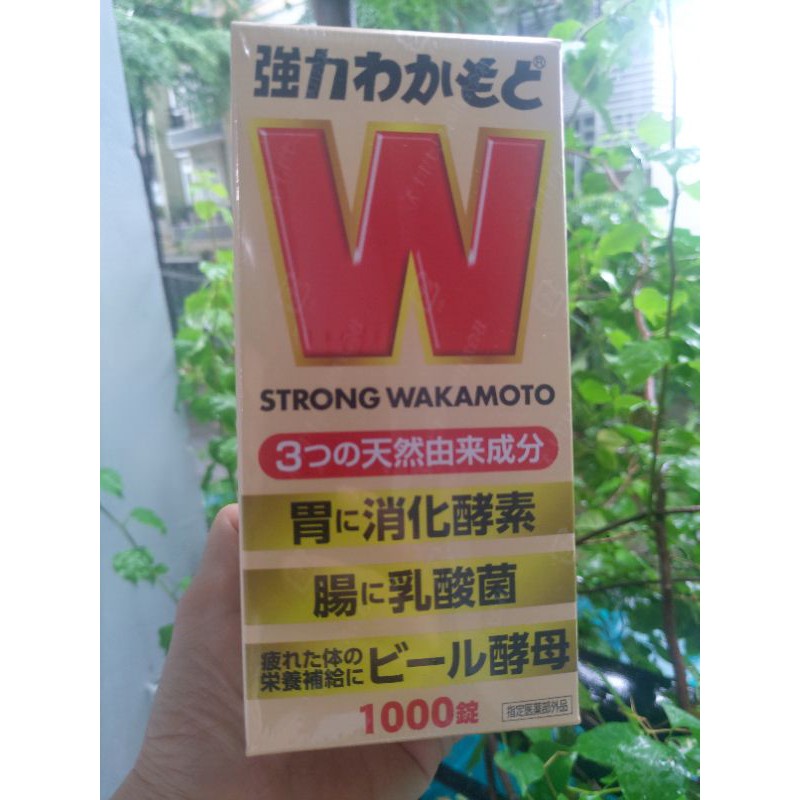 強力わかもと®
W
STRONG WAKAMOTO
3つの天然由来成分
胃に消化酵素
腸に乳酸菌
疲れた体の
栄養補給にビール酵母
1000錠
指定医薬部外品